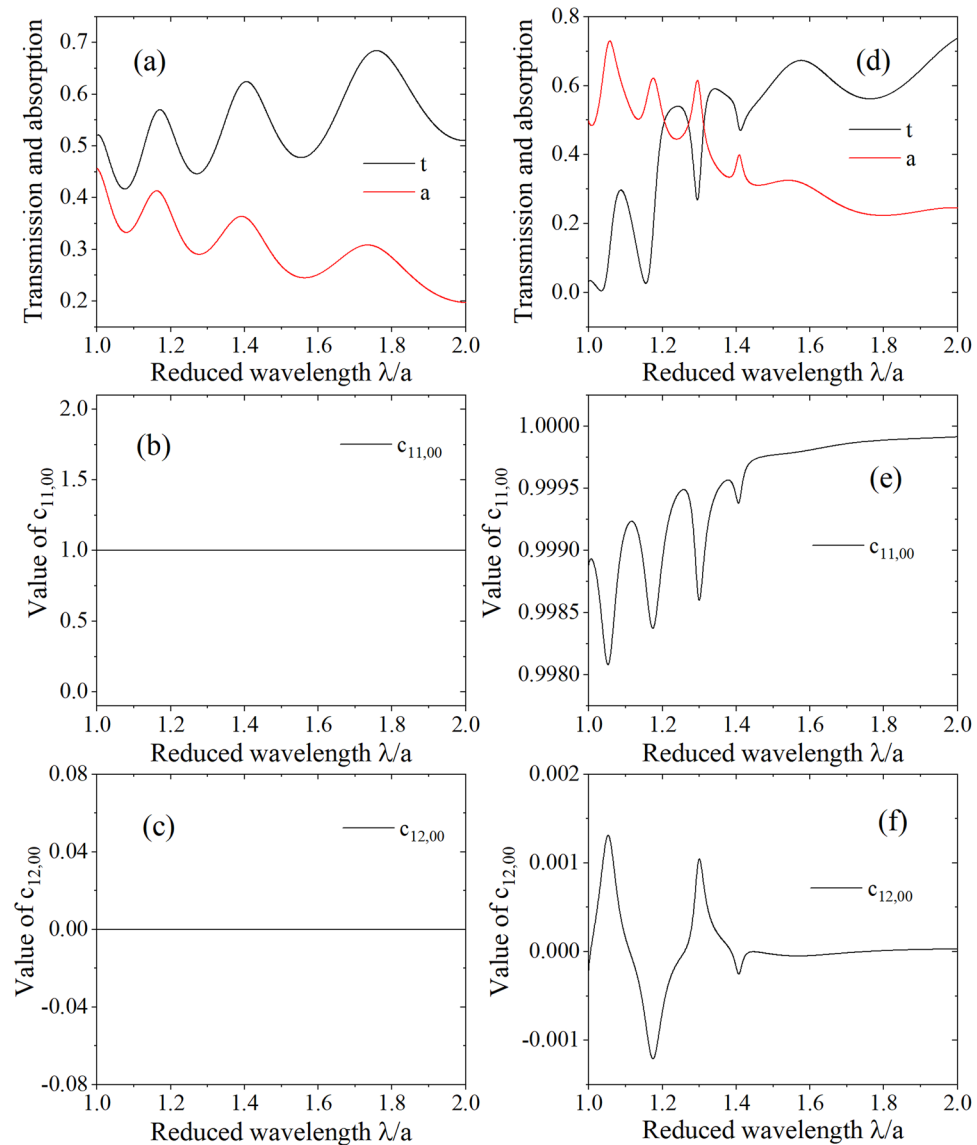 (a)
Transmission and absorption
0.7
0.6
0.5
0.4
0.3
0.2
t
a
1.0 1.2 1.4 1.6 1.8 2.0
Reduced wavelength λ/a
(d)
Transmission and absorption
0.8
0.6
0.4
0.2
0.0
t
a
1.0 1.2 1.4 1.6 1.8 2.0
Reduced wavelength λ/a
(b)
Value of c₁₁,₀₀
2.0
1.5
1.0
0.5
0.0
c₁₁,₀₀
1.0 1.2 1.4 1.6 1.8 2.0
Reduced wavelength λ/a
(e)
Value of c₁₁,₀₀
1.0000
0.9995
0.9990
0.9985
0.9980
c₁₁,₀₀
1.0 1.2 1.4 1.6 1.8 2.0
Reduced wavelength λ/a
(c)
Value of c₁₂,₀₀
0.08
0.04
0.00
-0.04
-0.08
c₁₂,₀₀
1.0 1.2 1.4 1.6 1.8 2.0
Reduced wavelength λ/a
(f)
Value of c₁₂,₀₀
0.002
0.001
0.000
-0.001
c₁₂,₀₀
1.0 1.2 1.4 1.6 1.8 2.0
Reduced wavelength λ/a